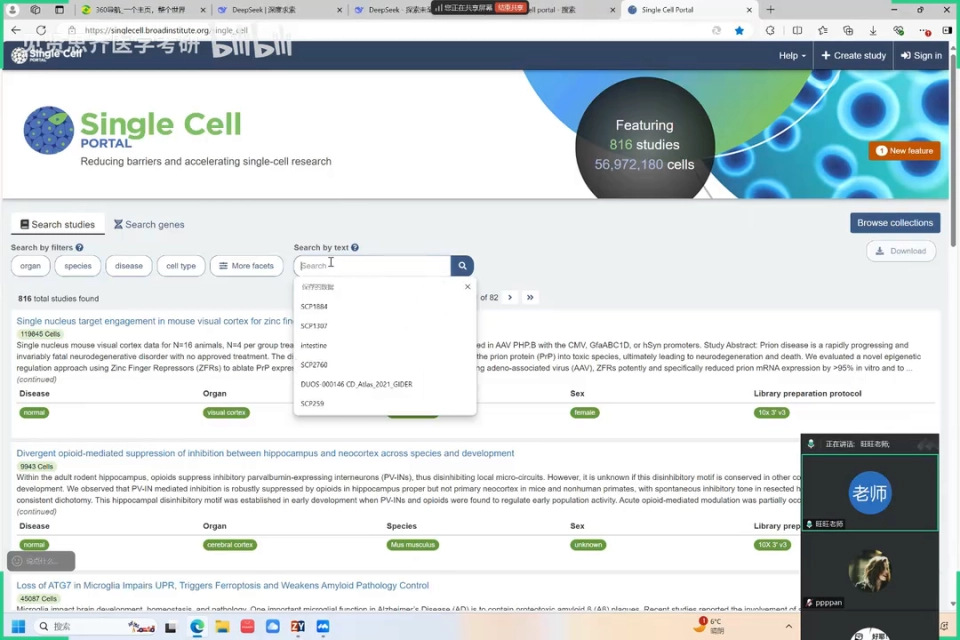 360导航_一个主页，整个世界
DeepSeek | 深度求索
DeepSeek - 探索未
您正在共享屏幕 结束共享
ell portal - 搜索
Single Cell Portal
https://singlecell.broadinstitute.org/single_cell
医学考研 bilibili
Single Cell
PORTAL
Help
Create study
Sign in
Single Cell
PORTAL
Reducing barriers and accelerating single-cell research
Featuring
816 studies
56,972,180 cells
1 New feature
Search studies
Search genes
Browse collections
Search by filters
Search by text
organ
species
disease
cell type
More facets
Search
Download
保存的数据
SCP1884
SCP1307
intestine
SCP2760
DUOS-000146 CD_Atlas_2021_GIDER
SCP259
816 total studies found
of 82
Single nucleus target engagement in mouse visual cortex for zinc fin
119645 Cells
Single nucleus mouse visual cortex data for N=16 animals, N=4 per group trea
ed in AAV PHP.B with the CMV, GfaABC1D, or hSyn promoters. Study Abstract: Prion disease is a rapidly progressing and
invariably fatal neurodegenerative disorder with no approved treatment. The d
the prion protein (PrP) into toxic species, ultimately leading to neurodegeneration and death. We evaluated a novel epigenetic
regulation approach using Zinc Finger Repressors (ZFRs) to ablate PrP express
ing adeno-associated virus (AAV), ZFRs potently and specifically reduced prion mRNA expression by >95% in vitro and to ...
(continued)
Disease
Organ
Sex
Library preparation protocol
normal
visual cortex
female
10x 3' v3
Divergent opioid-mediated suppression of inhibition between hippocampus and neocortex across species and development
9943 Cells
Within the adult rodent hippocampus, opioids suppress inhibitory parvalbumin-expressing interneurons (PV-INs), thus disinhibiting local micro-circuits. However, it is unknown if this disinhibitory motif is conserved in other co
development. We observed that PV-IN mediated inhibition is robustly suppressed by opioids in hippocampus proper but not primary neocortex in mice and nonhuman primates, with spontaneous inhibitory tone in resected h
consistent dichotomy. This hippocampal disinhibitory motif was established in early development when PV-INs and opioids were found to regulate early population activity. Acute opioid-mediated modulation was partially oc
(continued)
Disease
Organ
Species
Sex
Library prep
normal
cerebral cortex
Mus musculus
unknown
10X 3' v3
说点什么...
Loss of ATG7 in Microglia Impairs UPR, Triggers Ferroptosis and Weakens Amyloid Pathology Control
45087 Cells
正在讲话: 旺旺老师;
老师
旺旺老师
ppppan
搜索
6°C